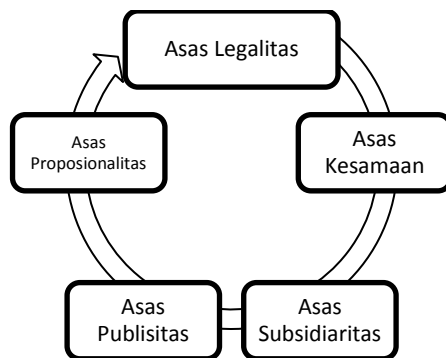 Asas Legalitas
Asas
Kesamaan
Asas
Subsidiaritas
Asas
Publisitas
Asas
Proposionalitas